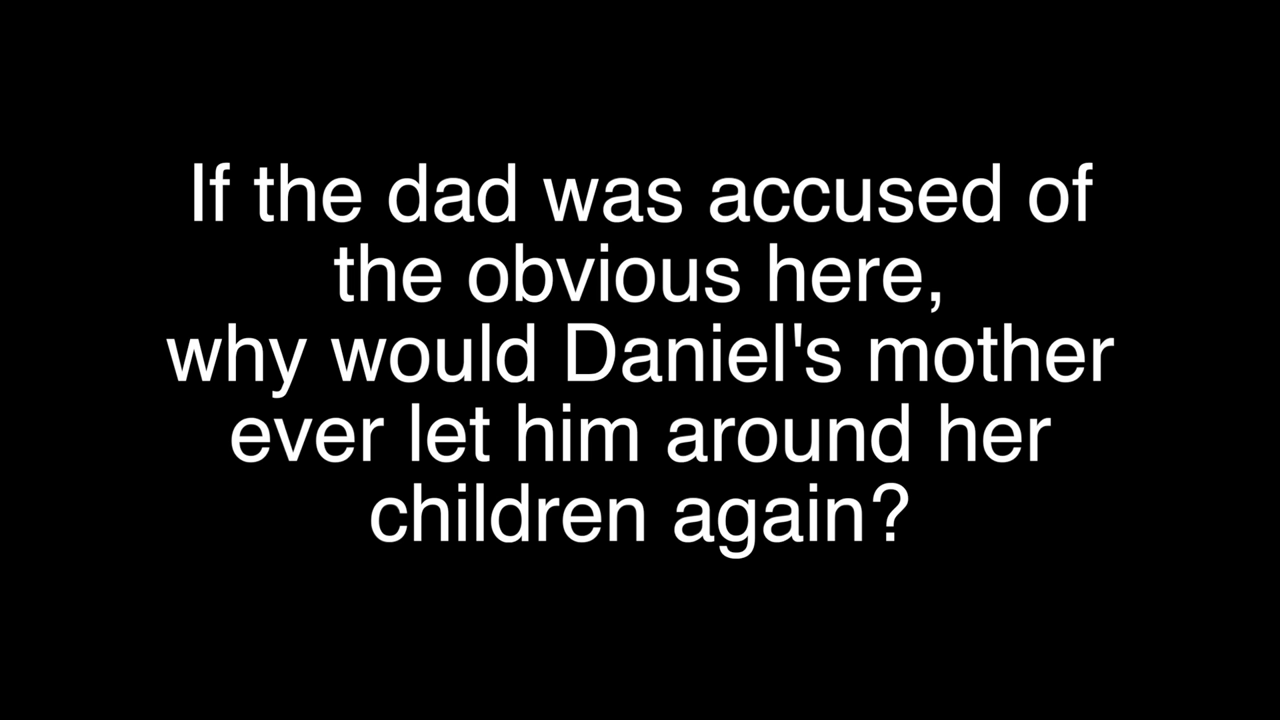 If the dad was accused of
the obvious here,
why would Daniel's mother
ever let him around her
children again?